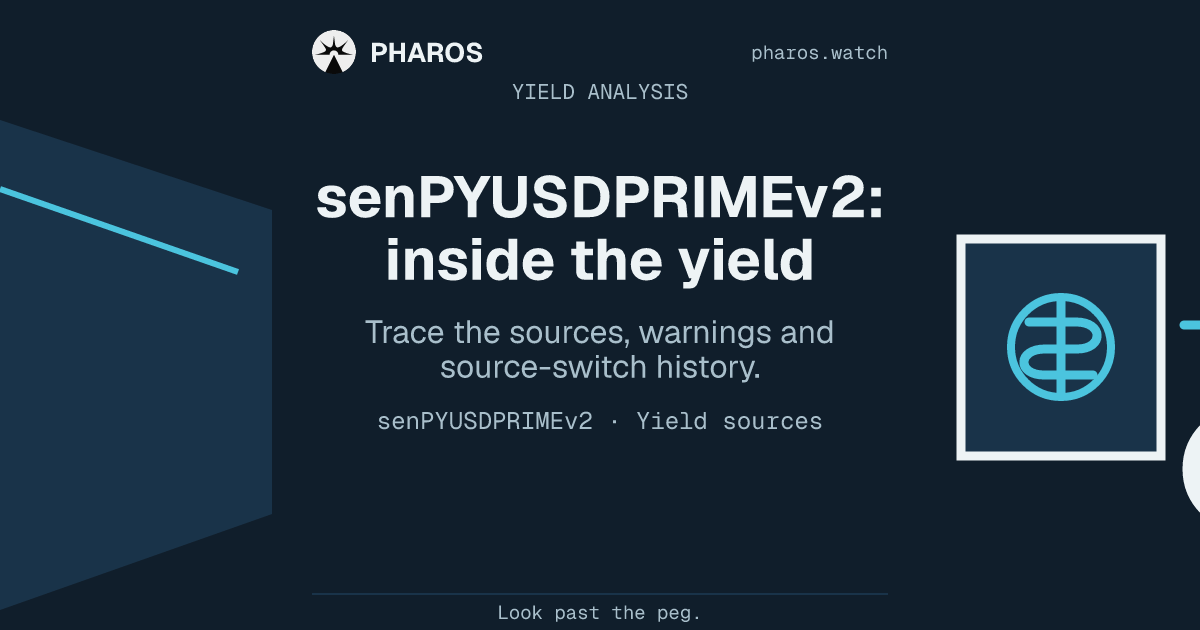 PHAROS
pharos.watch
YIELD ANALYSIS
senPYUSDPRIMEv2:
inside the yield
Trace the sources, warnings and
source-switch history.
senPYUSDPRIMEv2 · Yield sources
Look past the peg.